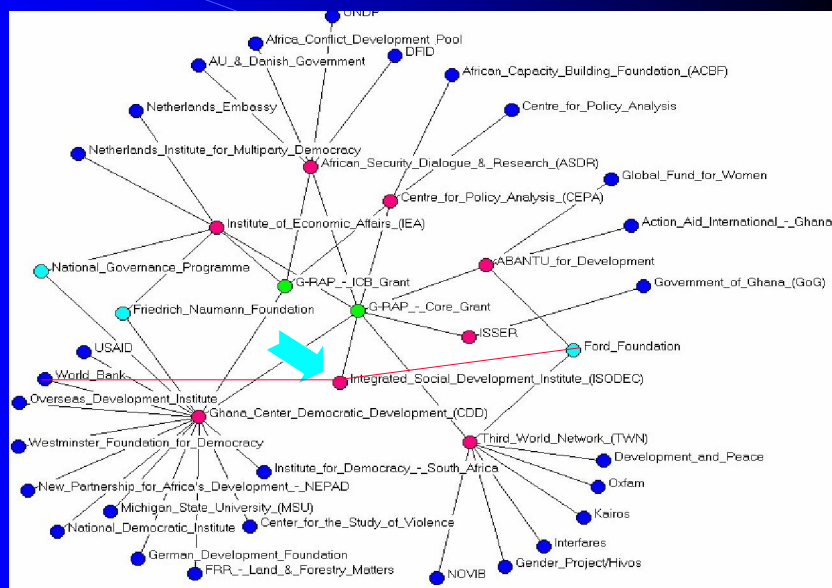 UNDP
Africa_Conflict_Development_Pool
DFID
AU_&_Danish_Government
African_Capacity_Building_Foundation_(ACBF)
Netherlands_Embassy
Centre_for_Policy_Analysis
Netherlands_Institute_for_Multiparty_Democracy
African_Security_Dialogue_&_Research_(ASDR)
Global_Fund_for_Women
Centre_for_Policy_Analysis_(CEPA)
Institute_of_Economic_Affairs_(IEA)
Action_Aid_International_-_Ghana
ABANTU_for_Development
National_Governance_Programme
G-RAP_-_ICB_Grant
Government_of_Ghana_(GoG)
Friedrich_Naumann_Foundation
G-RAP_-_Core_Grant
ISSER
Ford_Foundation
USAID
World_Bank
Integrated_Social_Development_Institute_(ISODEC)
Overseas_Development_Institute
Ghana_Center_Democratic_Development_(CDD)
Westminster_Foundation_for_Democracy
Third_World_Network_(TWN)
Development_and_Peace
Institute_for_Democracy_-_South_Africa
Oxfam
New_Partnership_for_Africa's_Development_-_NEPAD
Michigan_State_University_(MSU)
Kairos
National_Democratic_Institute
Center_for_the_Study_of_Violence
Interfares
German_Development_Foundation
Gender_Project/Hivos
FRR_-_Land_&_Forestry_Matters
NOVIB